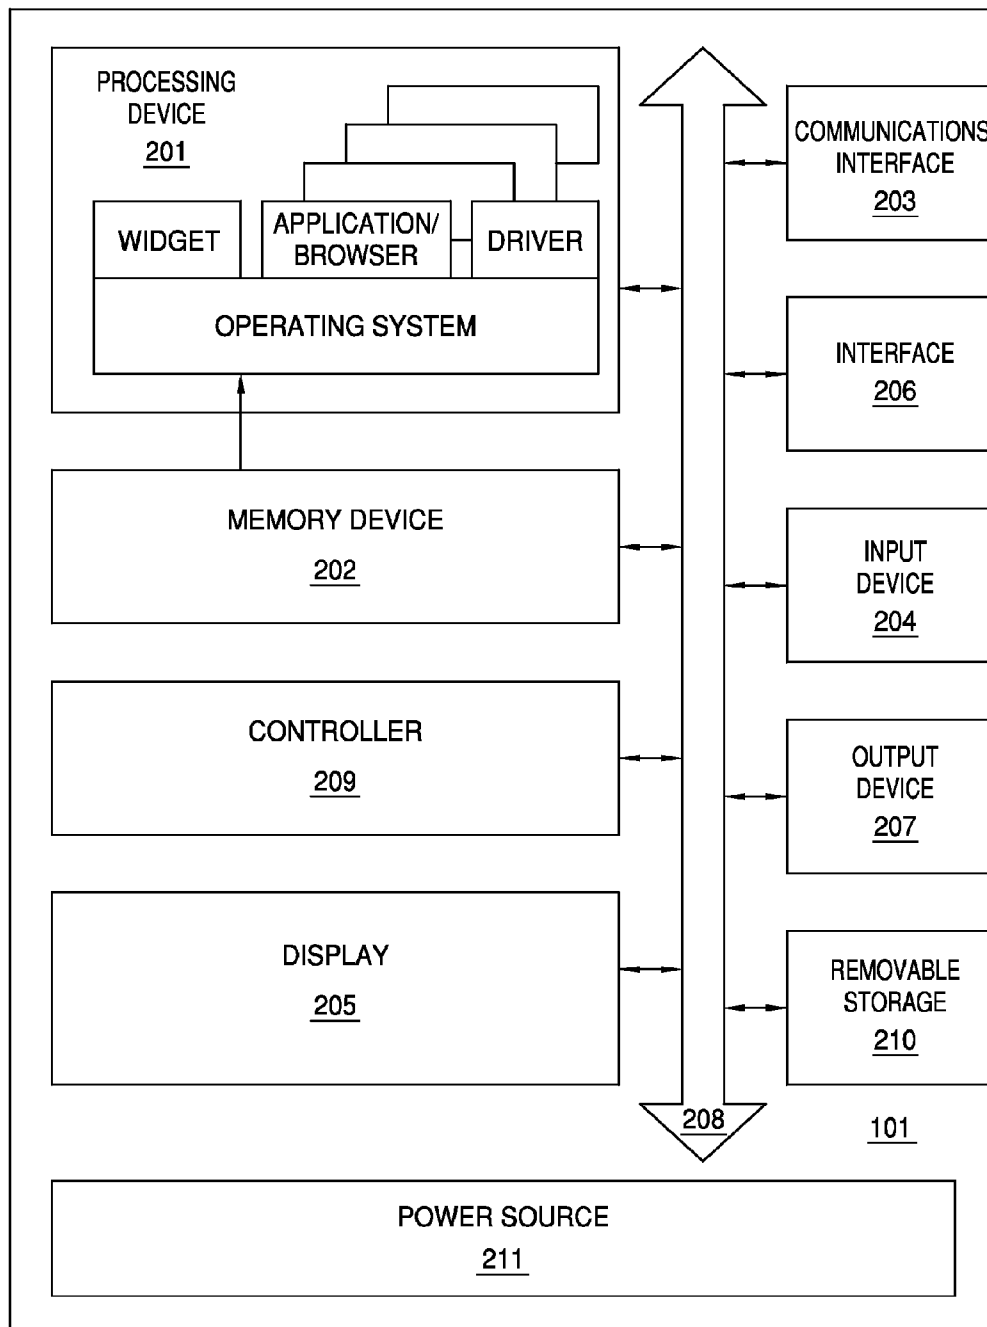 PROCESSING
DEVICE
201
WIDGET
APPLICATION/
BROWSER
DRIVER
OPERATING SYSTEM
MEMORY DEVICE
202
CONTROLLER
209
DISPLAY
205
208
COMMUNICATIONS
INTERFACE
203
INTERFACE
206
INPUT
DEVICE
204
OUTPUT
DEVICE
207
REMOVABLE
STORAGE
210
101
POWER SOURCE
211